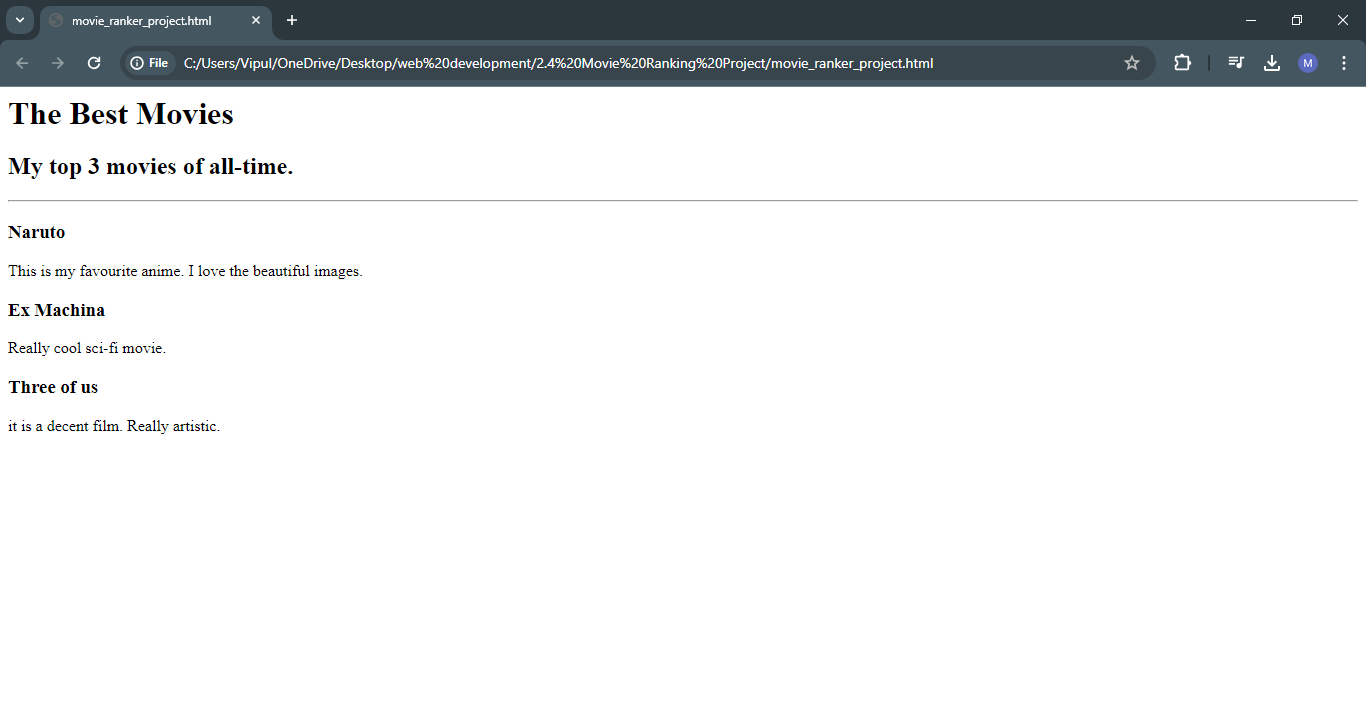 movie_ranker_project.html
File C:/Users/Vipul/OneDrive/Desktop/web%20development/2.4%20Movie%20Ranking%20Project/movie_ranker_project.html M
The Best Movies
My top 3 movies of all-time.
Naruto
This is my favourite anime. I love the beautiful images.
Ex Machina
Really cool sci-fi movie.
Three of us
it is a decent film. Really artistic.